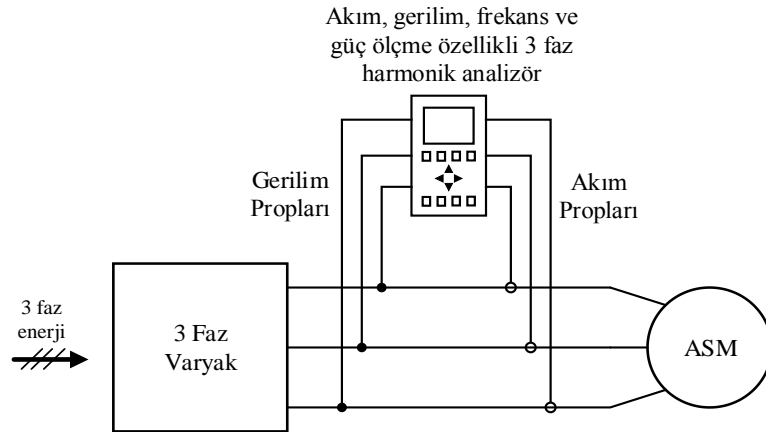 Akım, gerilim, frekans ve
güç ölçme özellikli 3 faz
harmonik analizör
Gerilim
Propları
Akım
Propları
3 faz
enerji
3 Faz
Varyak
ASM